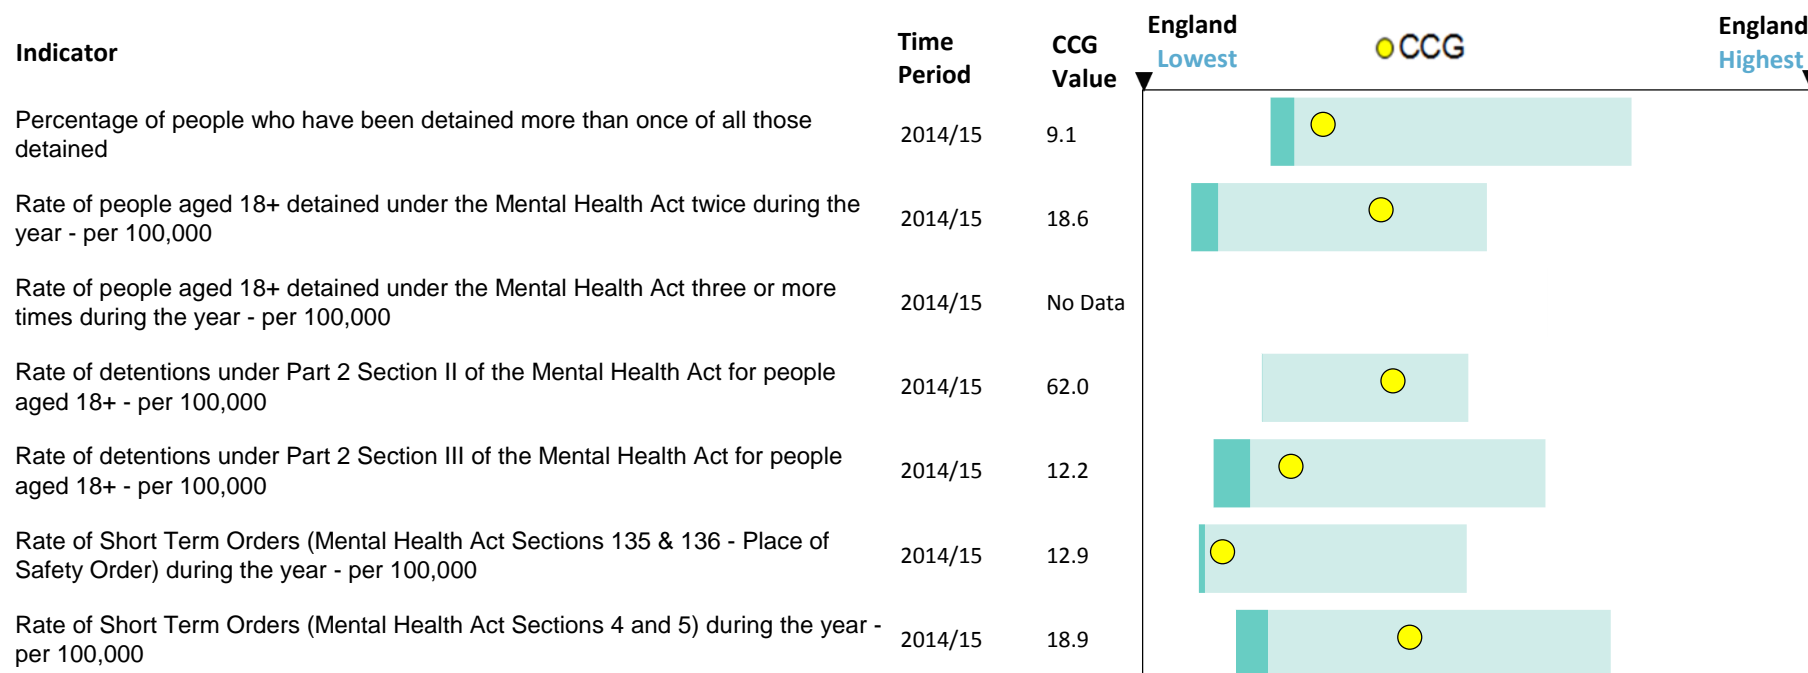 Indicator
Time Period
CCG Value
England Lowest
CCG
England Highest
Percentage of people who have been detained more than once of all those
detained
2014/15
9.1
Rate of people aged 18+ detained under the Mental Health Act twice during the
year - per 100,000
2014/15
18.6
Rate of people aged 18+ detained under the Mental Health Act three or more
times during the year - per 100,000
2014/15
No Data
Rate of detentions under Part 2 Section II of the Mental Health Act for people
aged 18+ - per 100,000
2014/15
62.0
Rate of detentions under Part 2 Section III of the Mental Health Act for people
aged 18+ - per 100,000
2014/15
12.2
Rate of Short Term Orders (Mental Health Act Sections 135 & 136 - Place of
Safety Order) during the year - per 100,000
2014/15
12.9
Rate of Short Term Orders (Mental Health Act Sections 4 and 5) during the year -
per 100,000
2014/15
18.9